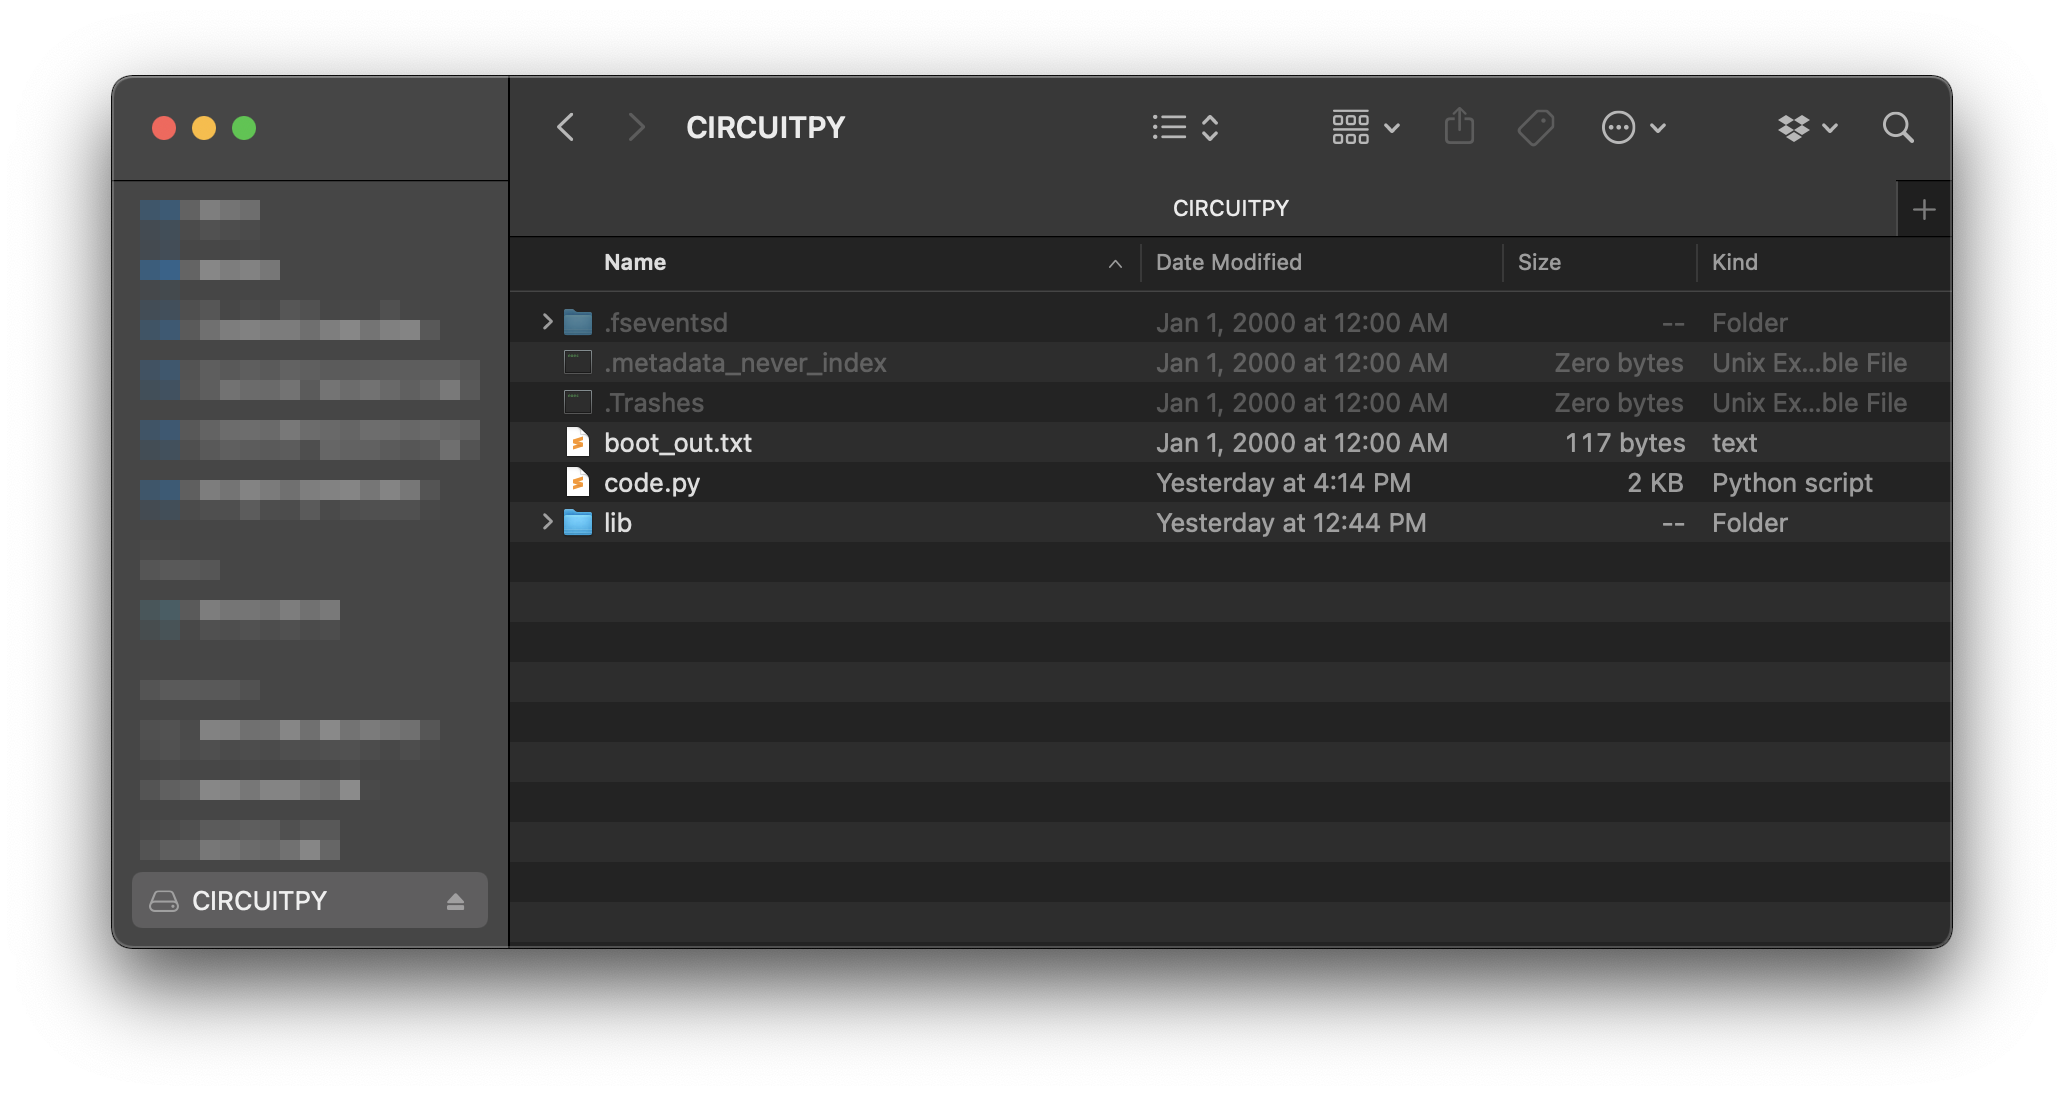 CIRCUITPY
CIRCUITPY
Name Date Modified Size Kind
.fseventsd Jan 1, 2000 at 12:00 AM -- Folder
.metadata_never_index Jan 1, 2000 at 12:00 AM Zero bytes Unix Ex...ble File
.Trashes Jan 1, 2000 at 12:00 AM Zero bytes Unix Ex...ble File
boot_out.txt Jan 1, 2000 at 12:00 AM 117 bytes text
code.py Yesterday at 4:14 PM 2 KB Python script
lib Yesterday at 12:44 PM -- Folder
CIRCUITPY